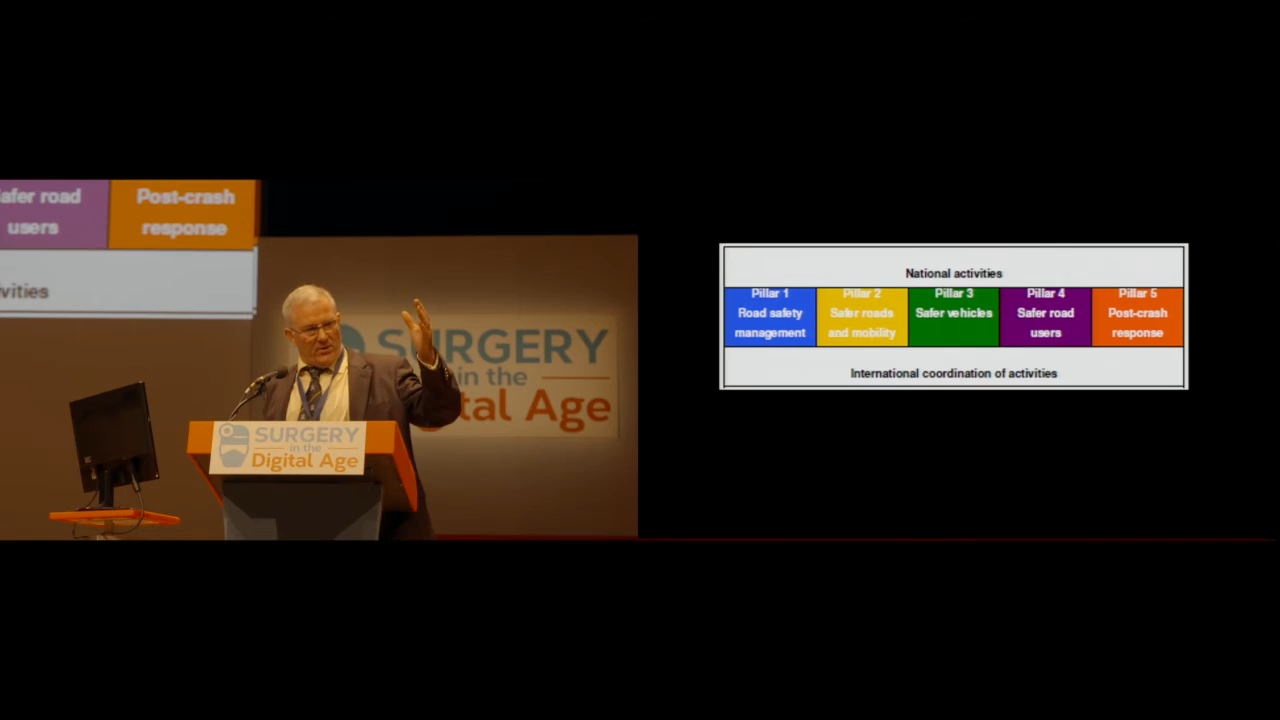 afer road
users
Post-crash
response
vities
SURGERY
in the
tal Age
SURGERY
in the
Digital Age
National activities
Pillar 1
Road safety
management
Pillar 2
Safer roads
and mobility
Pillar 3
Safer vehicles
Pillar 4
Safer road
users
Pillar 5
Post-crash
response
International coordination of activities